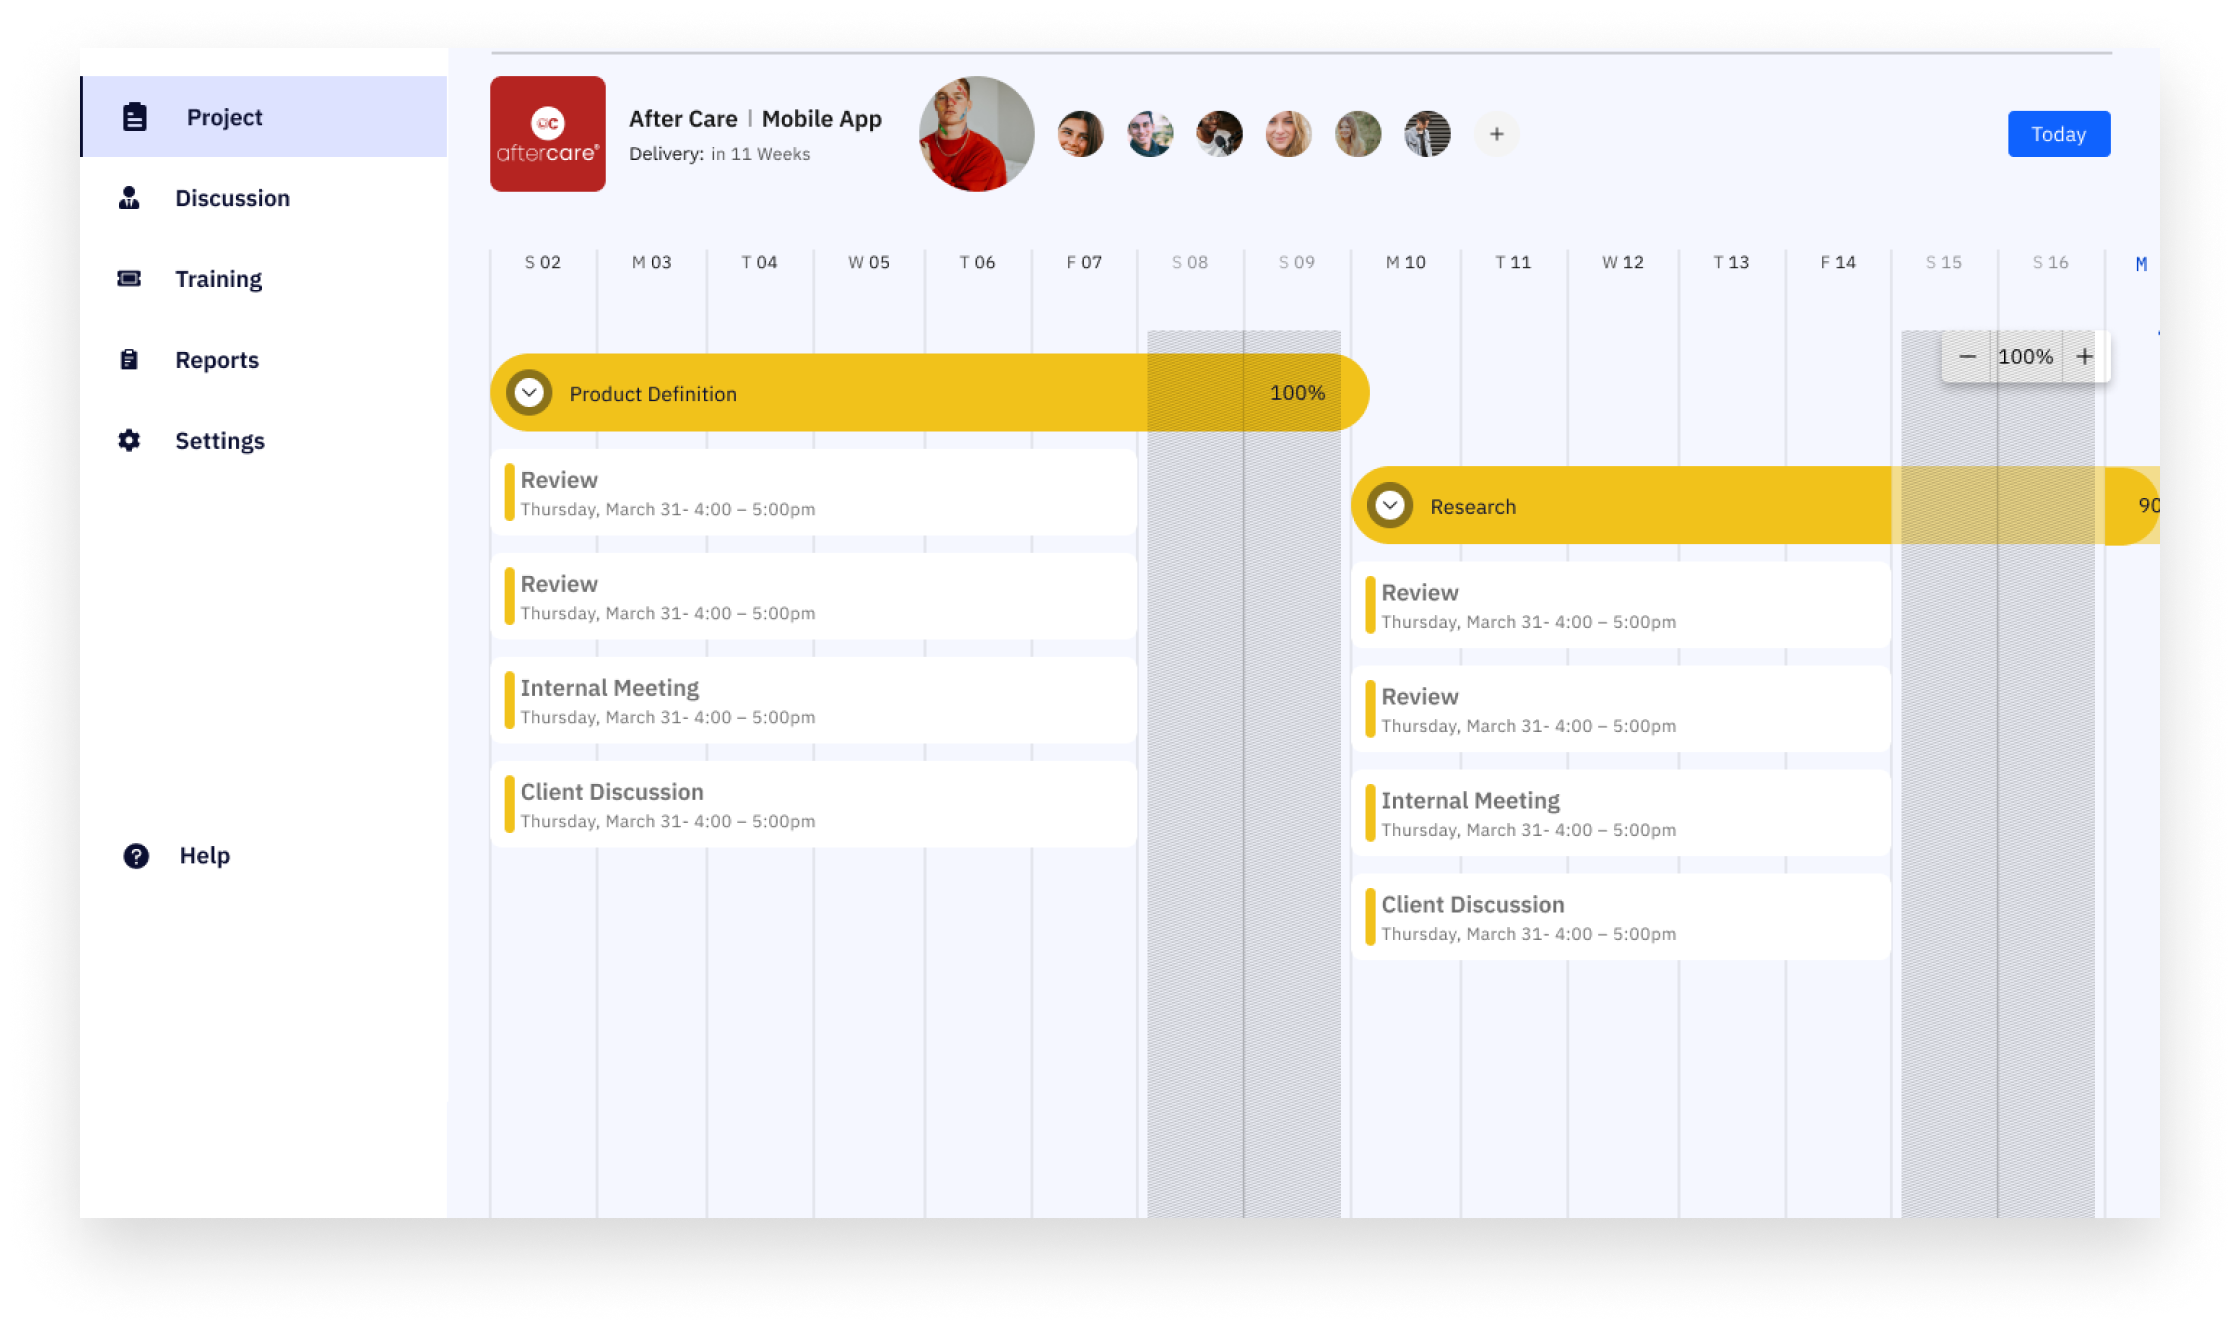 Project
Discussion
Training
Reports
Settings
Help
aftercare®
After Care | Mobile App
Delivery: in 11 Weeks
+
Today
S 02 M 03 T 04 W 05 T 06 F 07 S 08 S 09 M 10 T 11 W 12 T 13 F 14 S 15 S 16 M
− 100% +
Product Definition 100%
Review
Thursday, March 31- 4:00 – 5:00pm
Review
Thursday, March 31- 4:00 – 5:00pm
Internal Meeting
Thursday, March 31- 4:00 – 5:00pm
Client Discussion
Thursday, March 31- 4:00 – 5:00pm
Research 90
Review
Thursday, March 31- 4:00 – 5:00pm
Review
Thursday, March 31- 4:00 – 5:00pm
Internal Meeting
Thursday, March 31- 4:00 – 5:00pm
Client Discussion
Thursday, March 31- 4:00 – 5:00pm